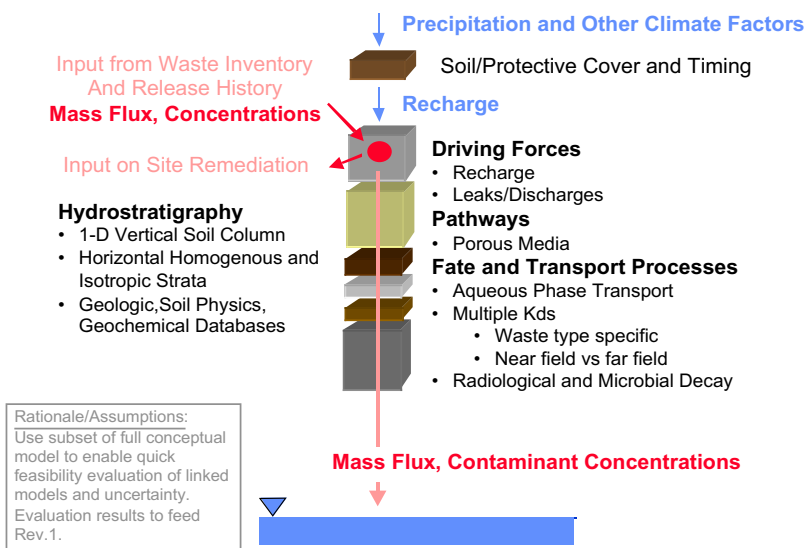 Precipitation and Other Climate Factors
Input from Waste Inventory
And Release History
Mass Flux, Concentrations
Soil/Protective Cover and Timing
Recharge
Input on Site Remediation
Driving Forces
• Recharge
• Leaks/Discharges
Pathways
• Porous Media
Fate and Transport Processes
• Aqueous Phase Transport
• Multiple Kds
• Waste type specific
• Near field vs far field
• Radiological and Microbial Decay
Hydrostratigraphy
• 1-D Vertical Soil Column
• Horizontal Homogenous and
Isotropic Strata
• Geologic,Soil Physics,
Geochemical Databases
Rationale/Assumptions:
Use subset of full conceptual
model to enable quick
feasibility evaluation of linked
models and uncertainty.
Evaluation results to feed
Rev.1.
Mass Flux, Contaminant Concentrations